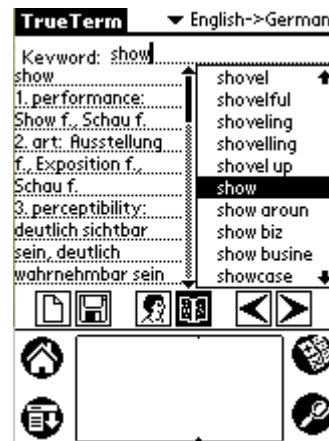 TrueTerm English->German
Keyword: show
show
1. performance:
Show f., Schau f.
2. art: Ausstellung
f., Exposition f.,
Schau f.
3. perceptibility:
deutlich sichtbar
sein, deutlich
wahrnehmbar sein
shovel
shovelful
shoveling
shovelling
shovel up
show
show aroun
show biz
show busine
showcase